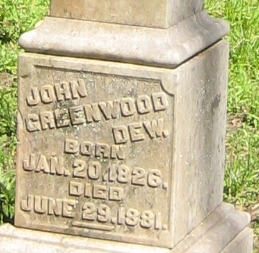 JOHN
GREENWOOD
DEW.
BORN
JAN. 20, 1826.
DIED
JUNE 29, 1881.